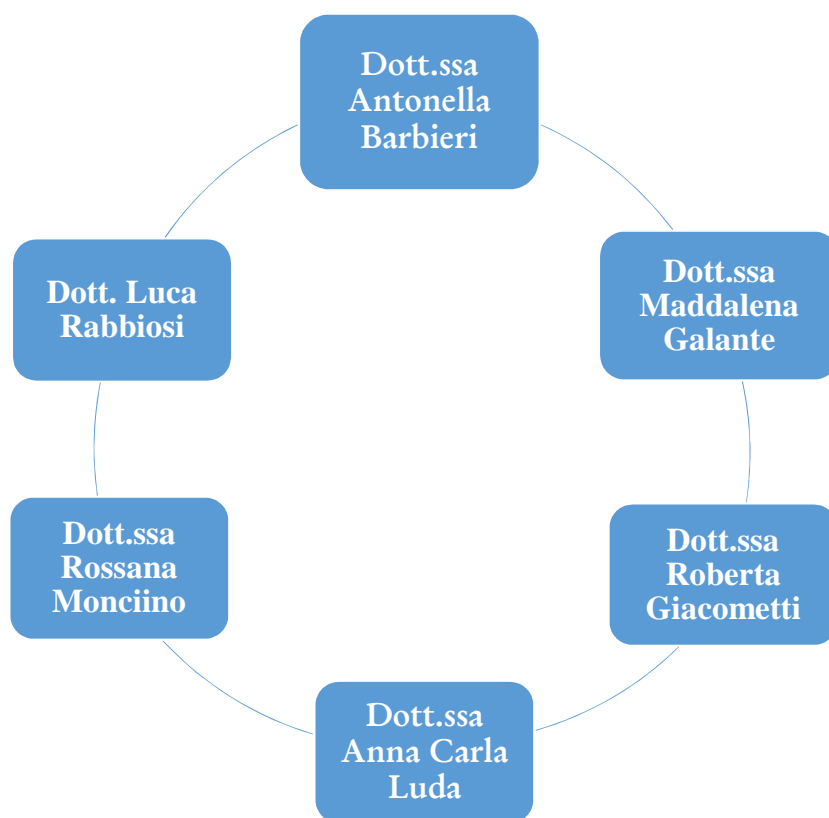 Dott.ssa
Antonella
Barbieri
Dott.ssa
Maddalena
Galante
Dott.ssa
Roberta
Giacometti
Dott.ssa
Anna Carla
Luda
Dott.ssa
Rossana
Monciino
Dott. Luca
Rabbiosi